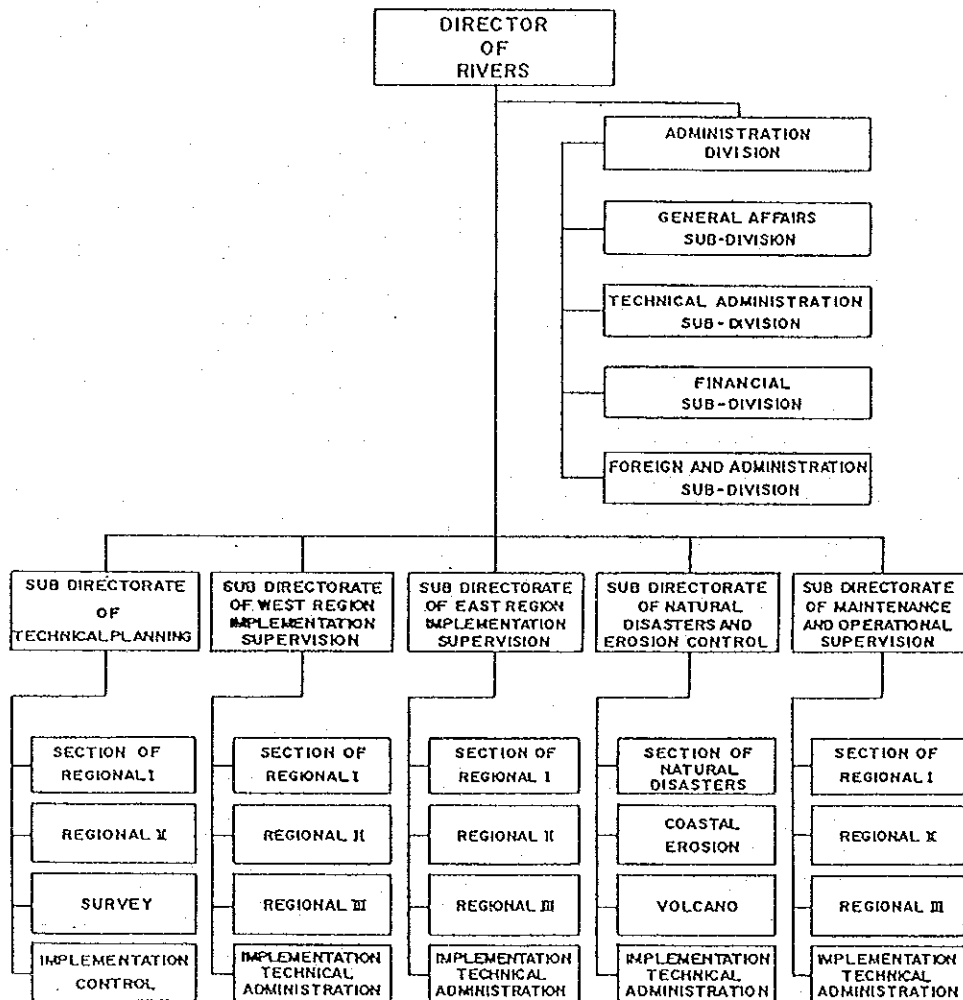 DIRECTOR
OF
RIVERS
ADMINISTRATION
DIVISION
GENERAL AFFAIRS
SUB-DIVISION
TECHNICAL ADMINISTRATION
SUB-DIVISION
FINANCIAL
SUB-DIVISION
FOREIGN AND ADMINISTRATION
SUB-DIVISION
SUB DIRECTORATE
OF
TECHNICAL PLANNING
SUB DIRECTORATE
OF WEST REGION
IMPLEMENTATION
SUPERVISION
SUB DIRECTORATE
OF EAST REGION
IMPLEMENTATION
SUPERVISION
SUB DIRECTORATE
OF NATURAL
DISASTERS AND
EROSION CONTROL
SUB DIRECTORATE
OF MAINTENANCE
AND OPERATIONAL
SUPERVISION
SECTION OF
REGIONAL I
REGIONAL II
SURVEY
IMPLEMENTATION
CONTROL
SECTION OF
REGIONAL I
REGIONAL II
REGIONAL III
IMPLEMENTATION
TECHNICAL
ADMINISTRATION
SECTION OF
REGIONAL I
REGIONAL II
REGIONAL III
IMPLEMENTATION
TECHNICAL
ADMINISTRATION
SECTION OF
NATURAL
DISASTERS
COASTAL
EROSION
VOLCANO
IMPLEMENTATION
TECHNICAL
ADMINISTRATION
SECTION OF
REGIONAL I
REGIONAL II
REGIONAL III
IMPLEMENTATION
TECHNICAL
ADMINISTRATION